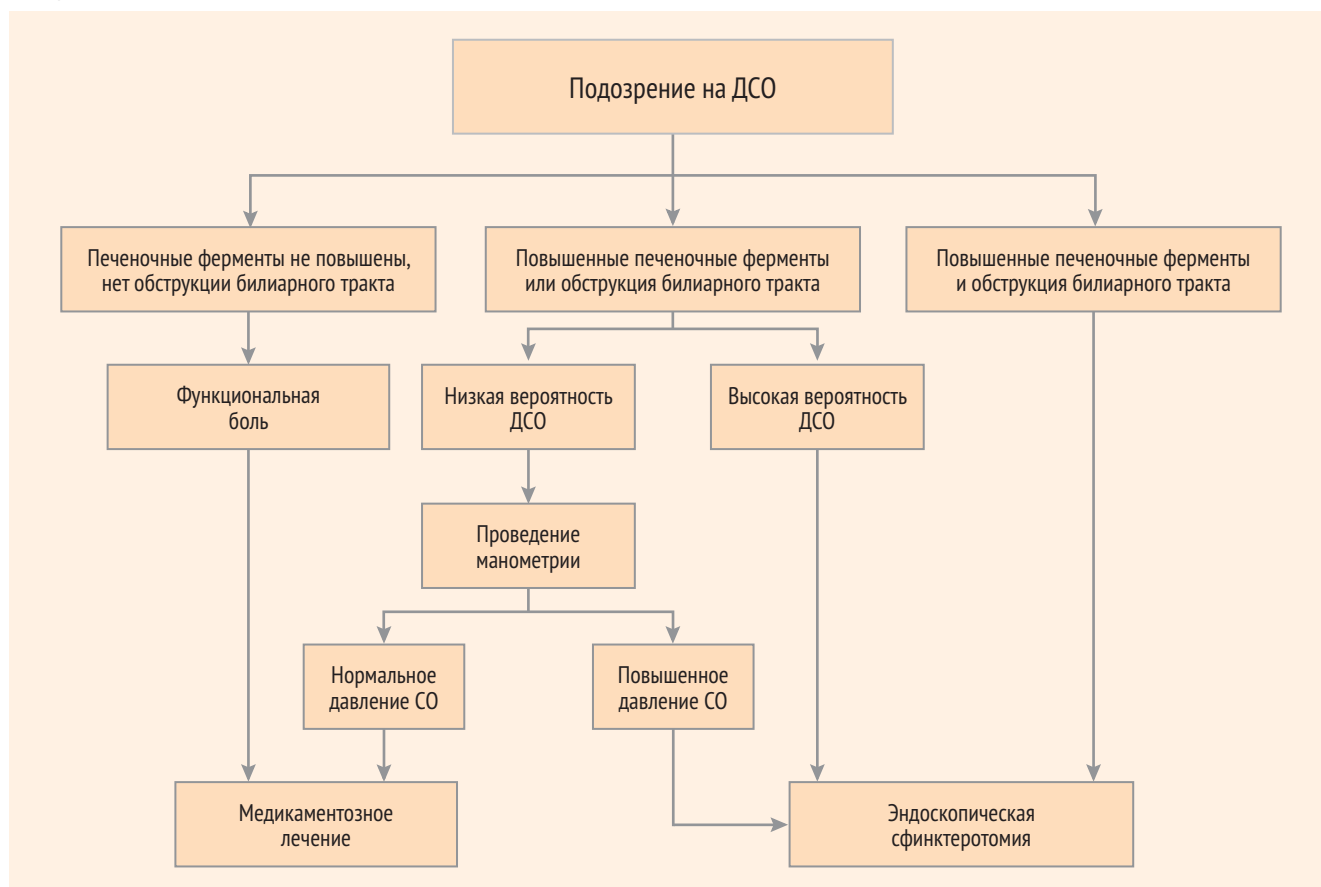 Подозрение на ДСО
Печеночные ферменты не повышены,
нет обструкции билиарного тракта
Повышенные печеночные ферменты
или обструкция билиарного тракта
Повышенные печеночные ферменты
и обструкция билиарного тракта
Функциональная
боль
Низкая вероятность
ДСО
Высокая вероятность
ДСО
Проведение
манометрии
Нормальное
давление СО
Повышенное
давление СО
Медикаментозное
лечение
Эндоскопическая
сфинктеротомия